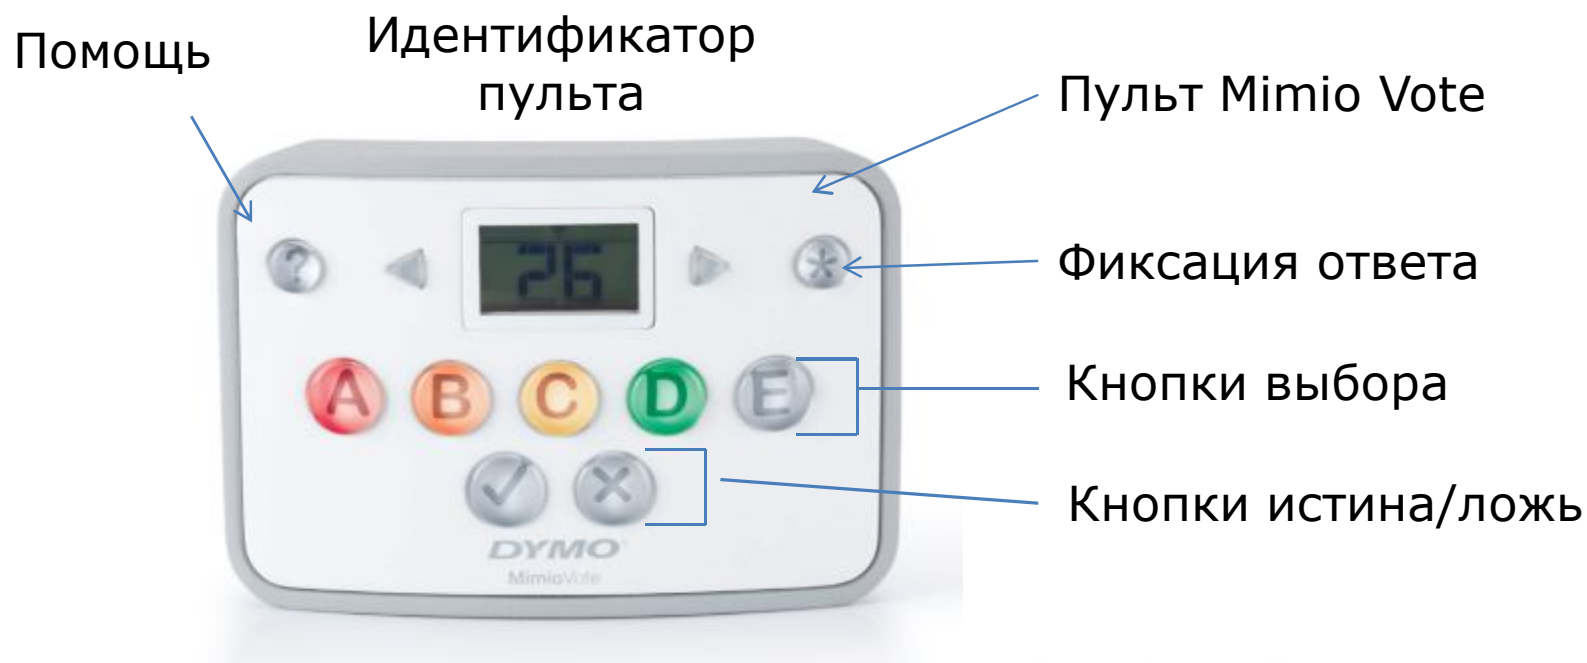 Помощь
Идентификатор
пульта
Пульт Mimio Vote
?
26
*
Фиксация ответа
A B C D E
Кнопки выбора
Кнопки истина/ложь
DYMO
MimioVote